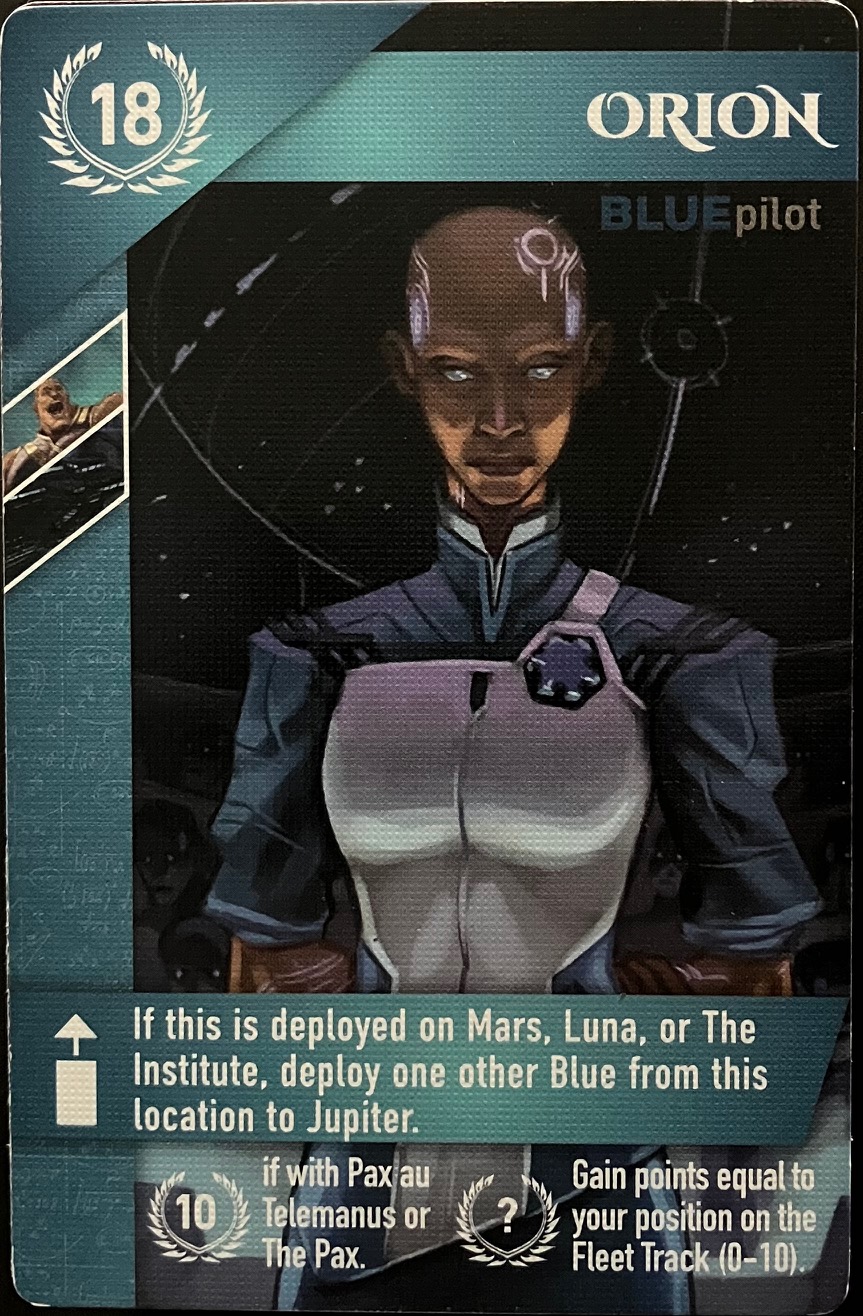 18
ORION
BLUEpilot
If this is deployed on Mars, Luna, or The
Institute, deploy one other Blue from this
location to Jupiter.
10
if with Pax au
Telemanus or
The Pax.
?
Gain points equal to
your position on the
Fleet Track (0-10).